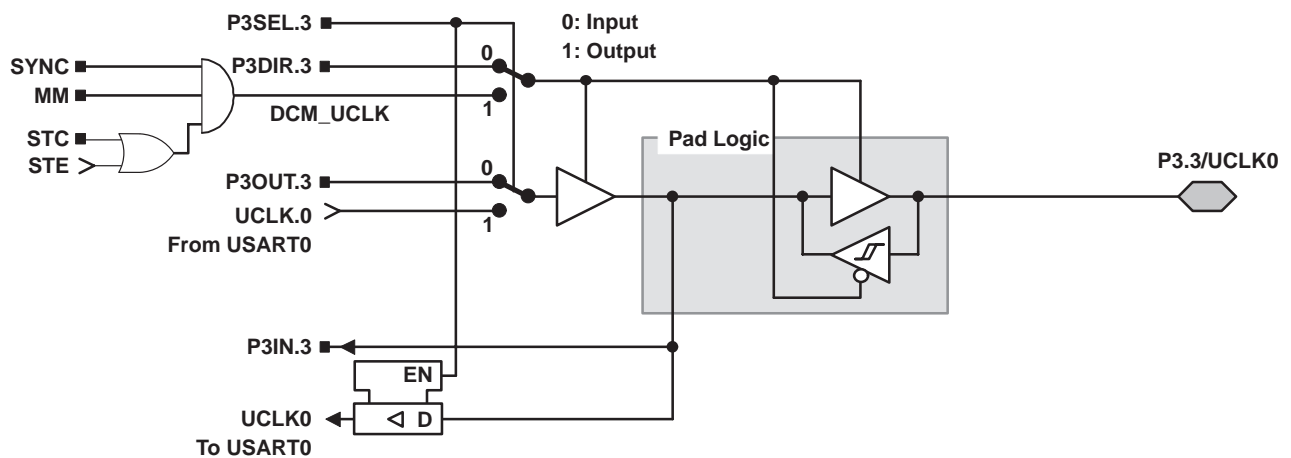 P3SEL.3
0: Input
1: Output
SYNC
P3DIR.3
0
MM
1
DCM_UCLK
STC
STE
Pad Logic
P3.3/UCLK0
0
P3OUT.3
UCLK.0
1
From USART0
P3IN.3
EN
UCLK0
D
To USART0